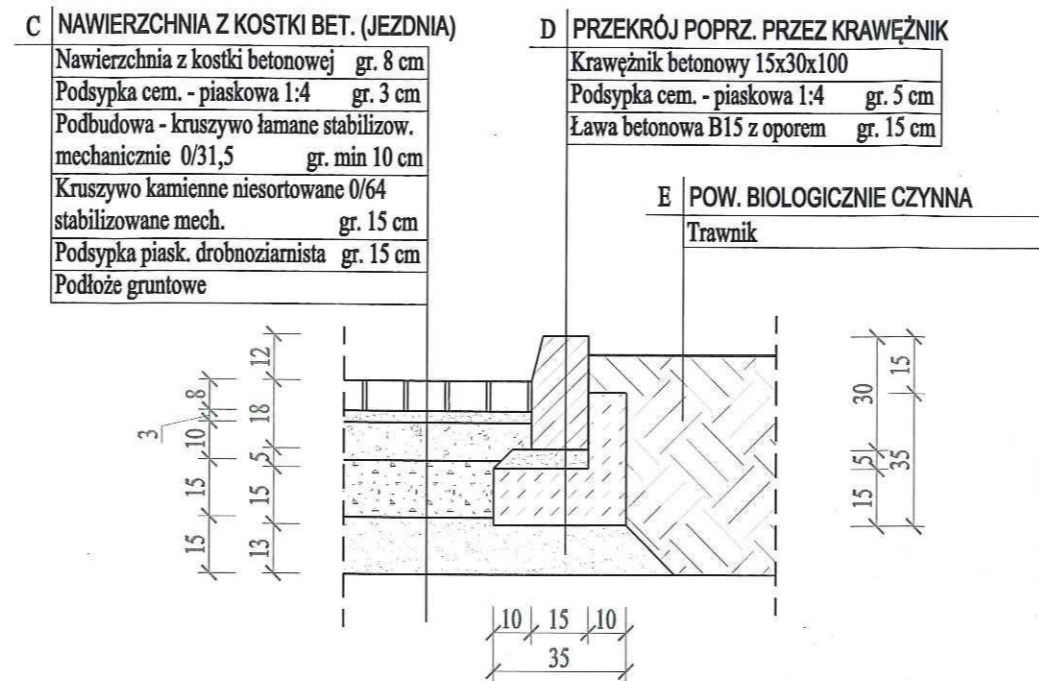 C NAWIERZCHNIA Z KOSTKI BET. (JEZDNIA)
Nawierzchnia z kostki betonowej gr. 8 cm
Podsypka cem. - piaskowa 1:4 gr. 3 cm
Podbudowa - kruszywo łamane stabilizow.
mechanicznie 0/31,5 gr. min 10 cm
Kruszywo kamienne niesortowane 0/64
stabilizowane mech. gr. 15 cm
Podsypka piask. drobnoziarnista gr. 15 cm
Podłoże gruntowe
D PRZEKRÓJ POPRZ. PRZEZ KRAWĘŻNIK
Krawężnik betonowy 15x30x100
Podsypka cem. - piaskowa 1:4 gr. 5 cm
Ława betonowa B15 z oporem gr. 15 cm
E POW. BIOLOGICZNIE CZYNNA
Trawnik
8
3
10
15
15
12
18
5
15
13
30
5
15
15
35
10 15 10
35